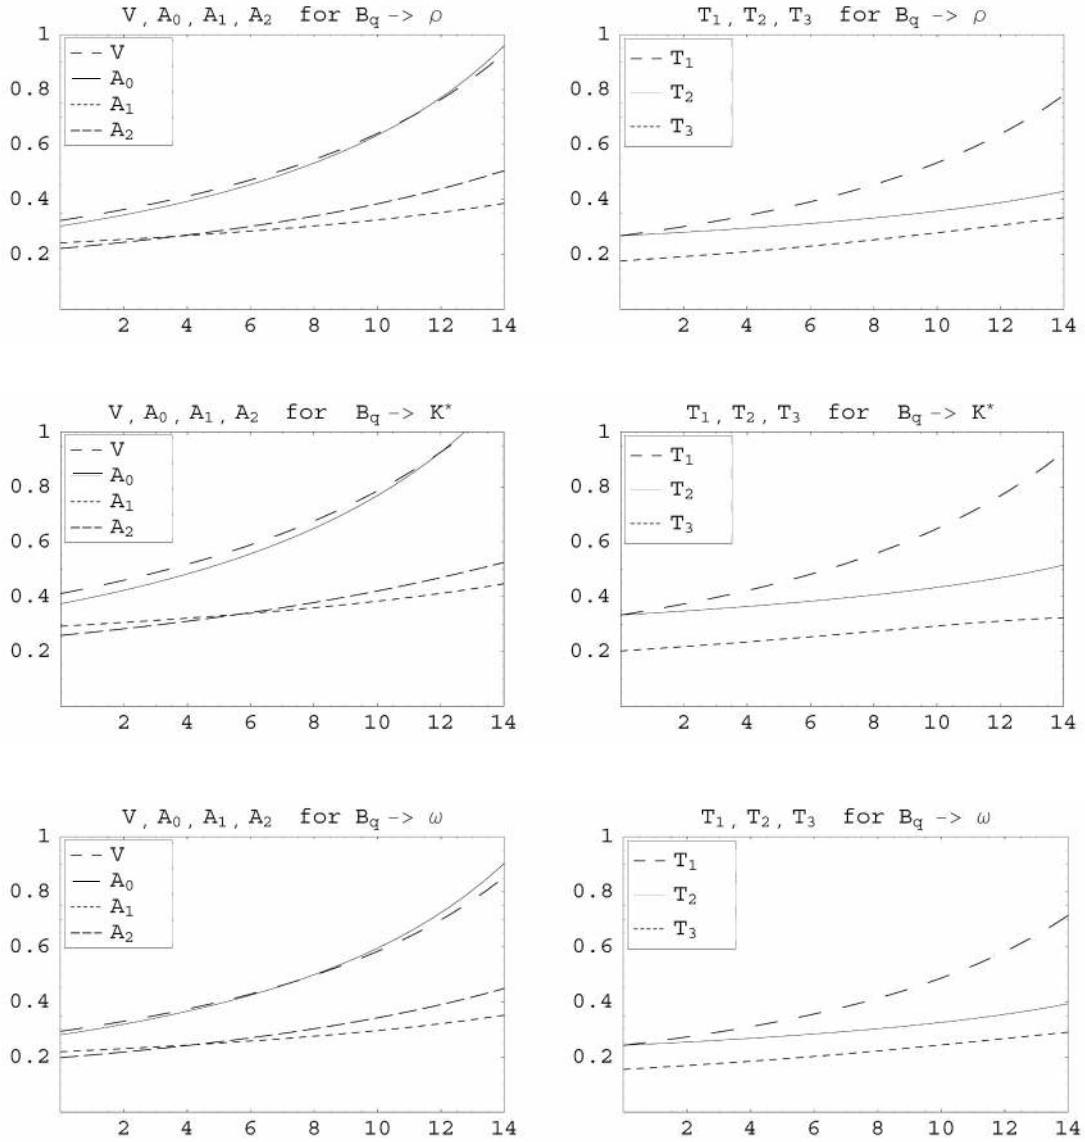 V, A₀, A₁, A₂ for B_q -> ρ
1
0.8
0.6
0.4
0.2
V
A₀
A₁
A₂
2 4 6 8 10 12 14
T₁, T₂, T₃ for B_q -> ρ
1
0.8
0.6
0.4
0.2
T₁
T₂
T₃
2 4 6 8 10 12 14
V, A₀, A₁, A₂ for B_q -> K*
1
0.8
0.6
0.4
0.2
V
A₀
A₁
A₂
2 4 6 8 10 12 14
T₁, T₂, T₃ for B_q -> K*
1
0.8
0.6
0.4
0.2
T₁
T₂
T₃
2 4 6 8 10 12 14
V, A₀, A₁, A₂ for B_q -> ω
1
0.8
0.6
0.4
0.2
V
A₀
A₁
A₂
2 4 6 8 10 12 14
T₁, T₂, T₃ for B_q -> ω
1
0.8
0.6
0.4
0.2
T₁
T₂
T₃
2 4 6 8 10 12 14